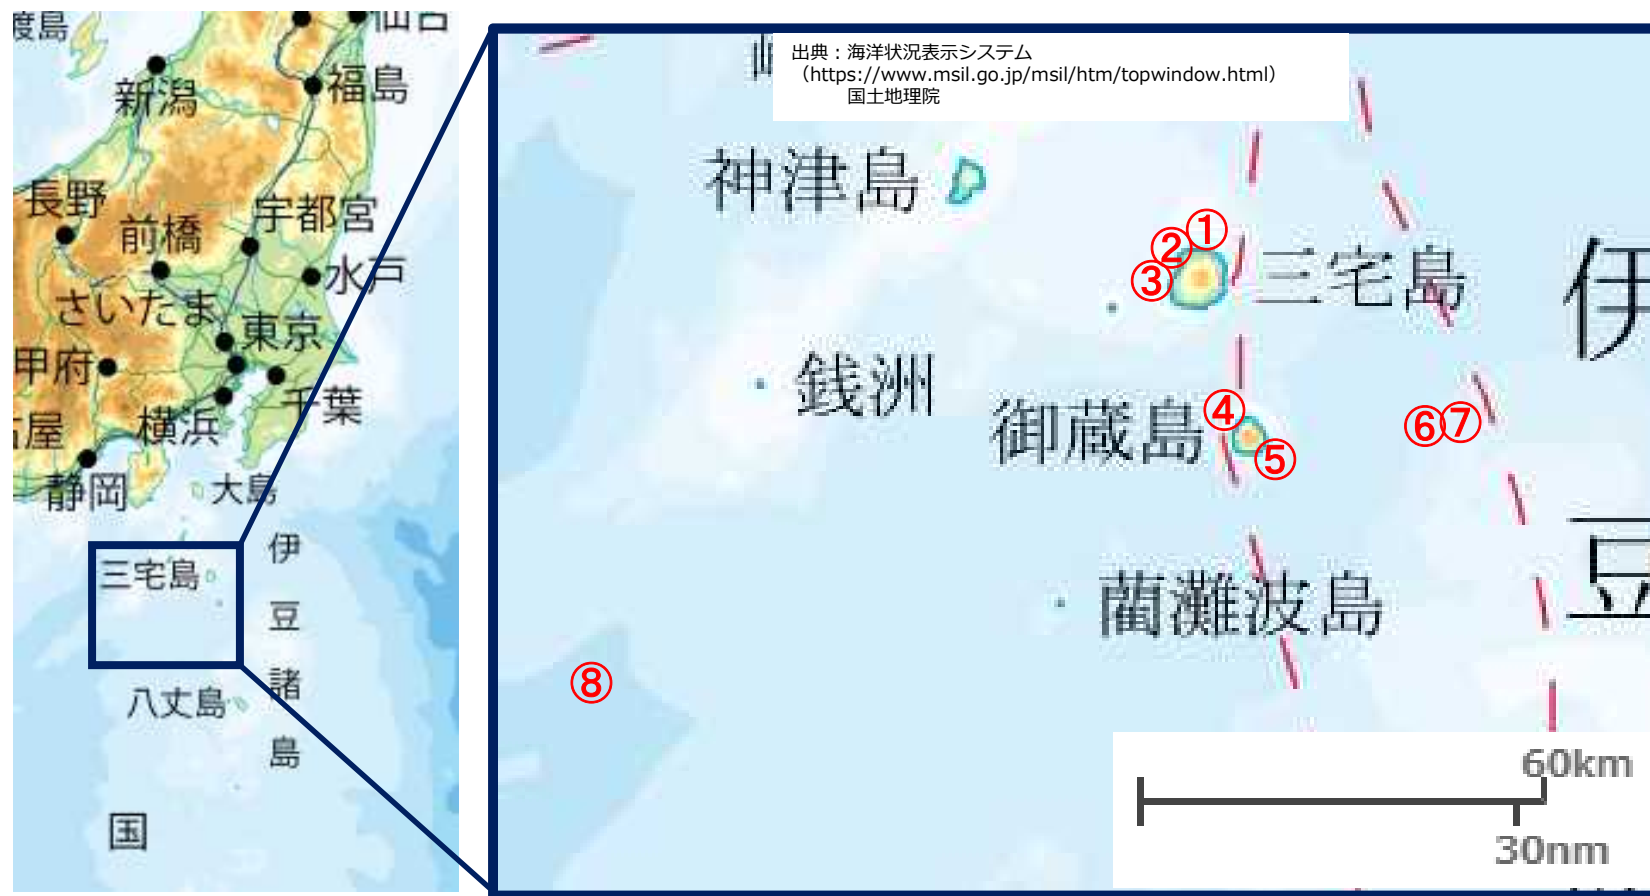 渡島
仙台
新潟
福島
長野
前橋
宇都宮
水戸
さいたま
東京
甲府
千葉
横浜
古屋
静岡
大島
三宅島
伊
豆
諸
島
八丈島
国
出典：海洋状況表示システム
（https://www.msil.go.jp/msil/htm/topwindow.html）
国土地理院
神津島
①
②
③
三宅島
伊
銭洲
御蔵島
④
⑤
⑥⑦
藺灘波島
豆
⑧
60km
30nm